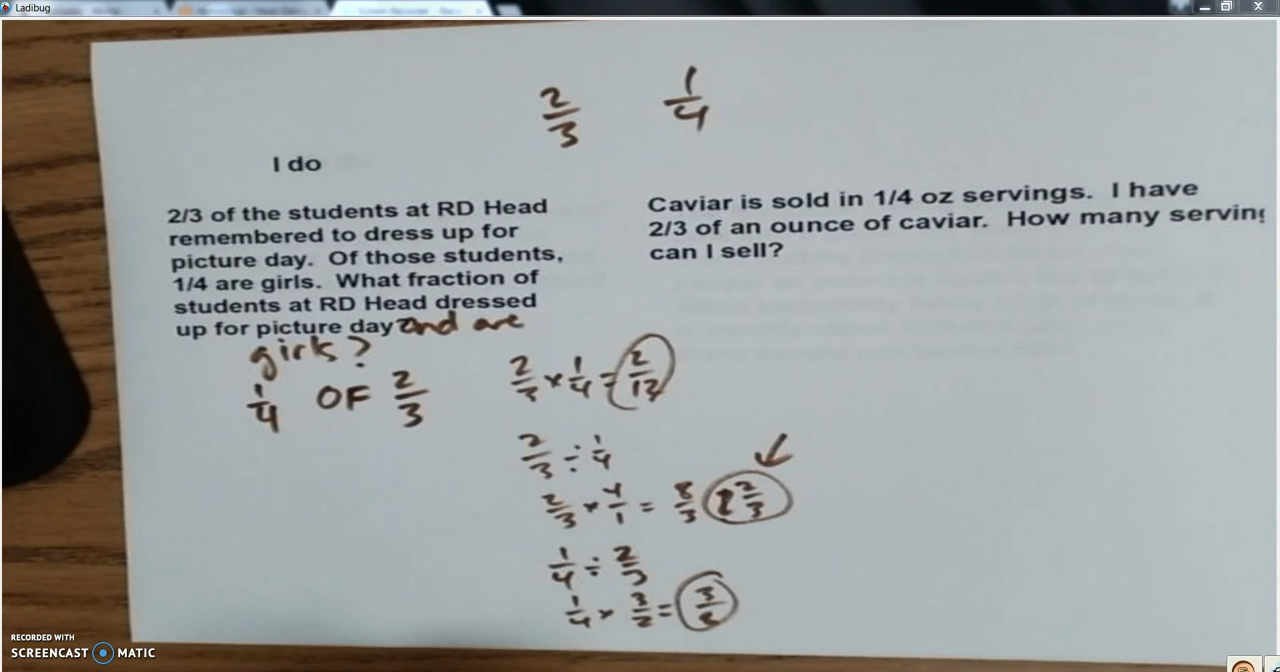 Ladibug
2/3 1/4
I do
2/3 of the students at RD Head
remembered to dress up for
picture day. Of those students,
1/4 are girls. What fraction of
students at RD Head dressed
up for picture day and are
girls?
Caviar is sold in 1/4 oz servings. I have
2/3 of an ounce of caviar. How many serving
can I sell?
1/4 OF 2/3
2/3 × 1/4 = 2/12
2/3 ÷ 1/4
2/3 × 4/1 = 8/3 2 2/3
1/4 ÷ 2/3
1/4 × 3/2 = 3/8
RECORDED WITH
SCREENCAST MATIC